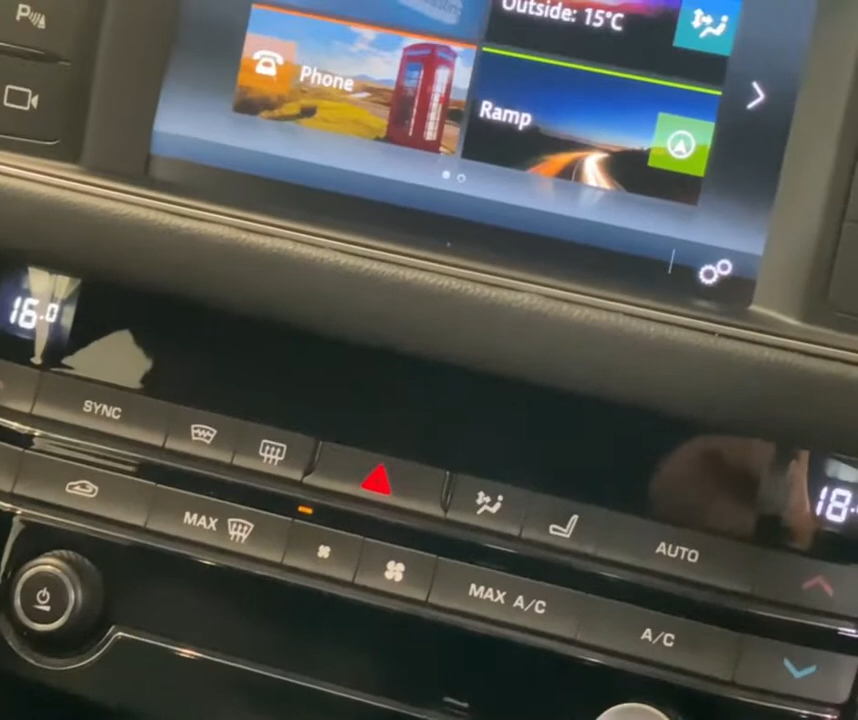 Outside: 15°C
P
Phone
Ramp
16.0
SYNC
18.
AUTO
MAX
MAX A/C
A/C